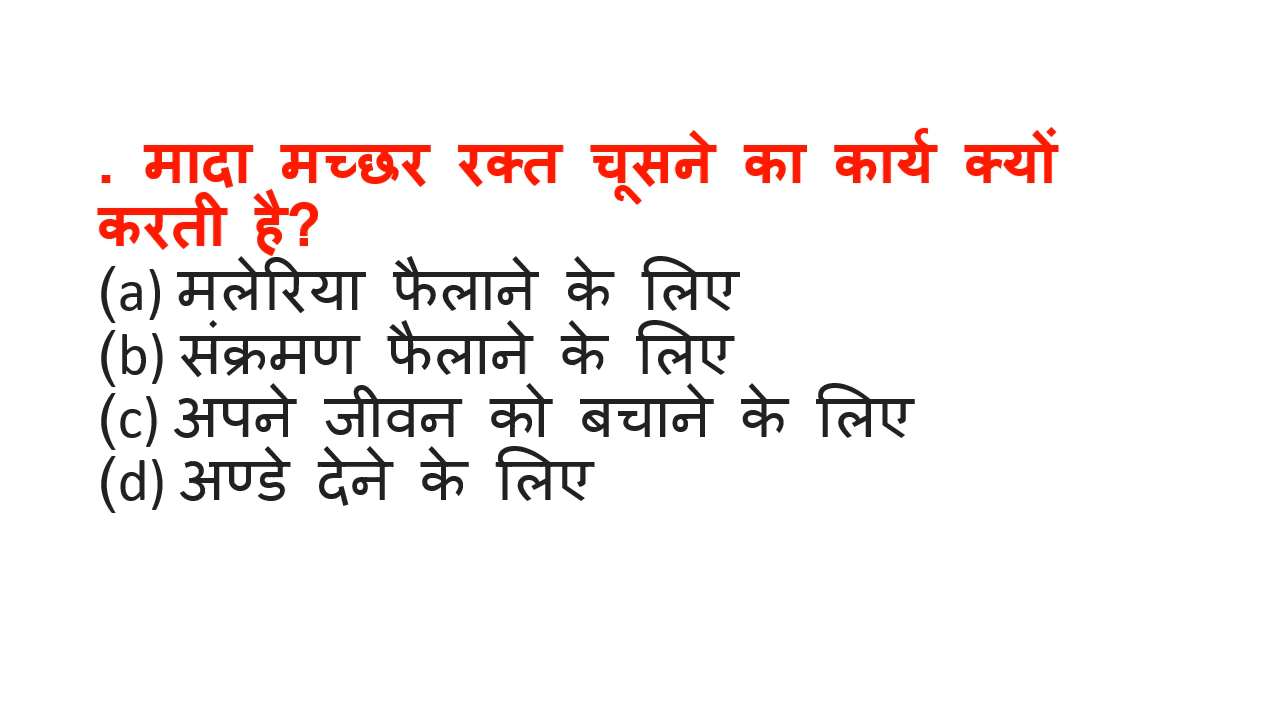 . मादा मच्छर रक्त चूसने का कार्य क्यों
करती है?
(a) मलेरिया फैलाने के लिए
(b) संक्रमण फैलाने के लिए
(c) अपने जीवन को बचाने के लिए
(d) अण्डे देने के लिए